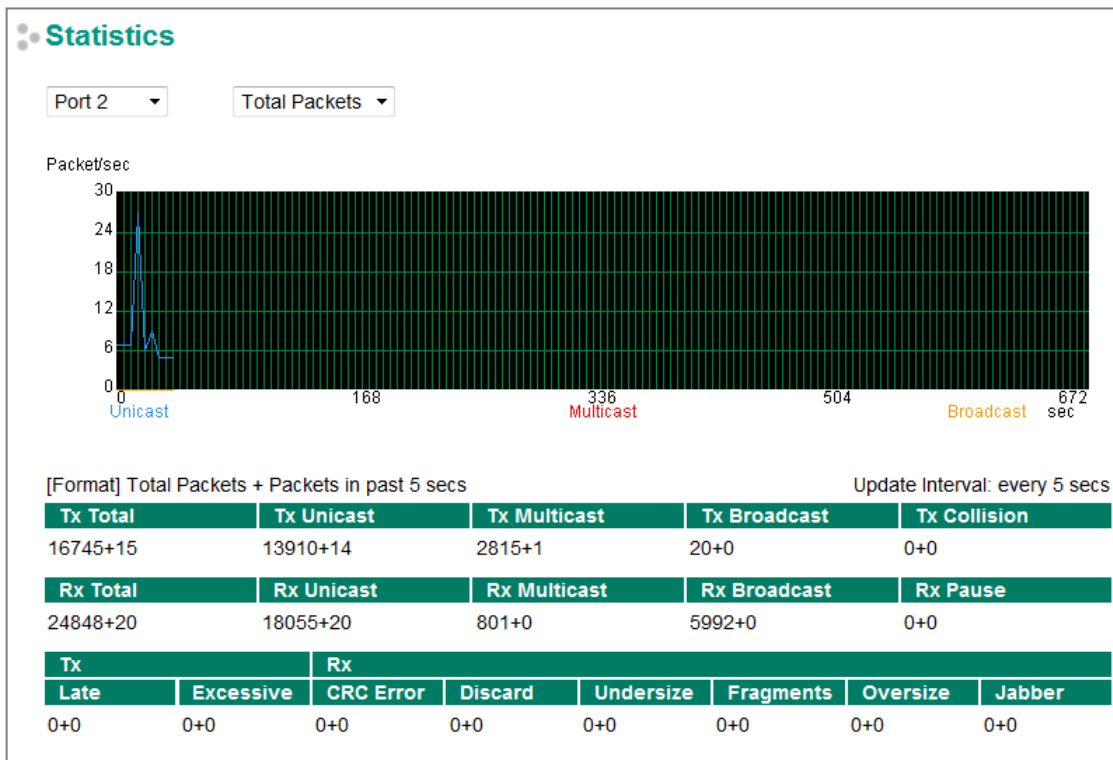 Statistics
Port 2 Total Packets
Packet/sec
30
24
18
12
6
0
0 168 336 504 672
Unicast Multicast Broadcast sec
[Format] Total Packets + Packets in past 5 secs Update Interval: every 5 secs
Tx Total Tx Unicast Tx Multicast Tx Broadcast Tx Collision
16745+15 13910+14 2815+1 20+0 0+0
Rx Total Rx Unicast Rx Multicast Rx Broadcast Rx Pause
24848+20 18055+20 801+0 5992+0 0+0
Tx Rx
Late Excessive CRC Error Discard Undersize Fragments Oversize Jabber
0+0 0+0 0+0 0+0 0+0 0+0 0+0 0+0